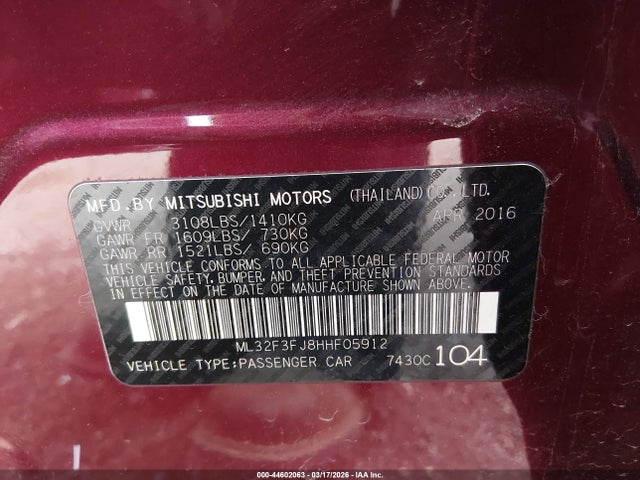 MFD.BY MITSUBISHI MOTORS (THAILAND)CO., LTD.
GVWR 3108LBS/1410KG APR 2016
GAWR FR 1609LBS/ 730KG
GAWR RR 1521LBS/ 690KG
THIS VEHICLE CONFORMS TO ALL APPLICABLE FEDERAL MOTOR
VEHICLE SAFETY,BUMPER,AND THEFT PREVENTION STANDARDS
IN EFFECT ON THE DATE OF MANUFACTURE SHOWN ABOVE.
ML32F3FJ8HHF05912
VEHICLE TYPE:PASSENGER CAR 7430C 104
000-44602063 - 03/17/2026 - IAA Inc.